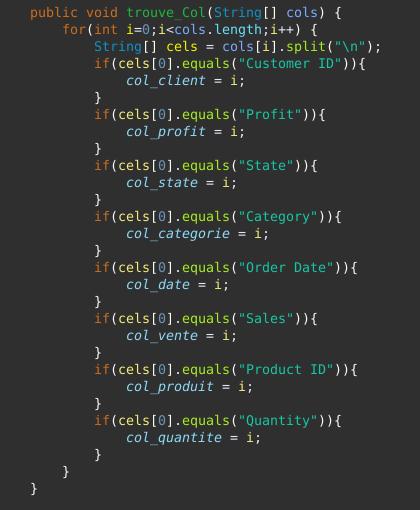 public void trouve_Col(String[] cols) {
for(int i=0;i<cols.length;i++) {
String[] cels = cols[i].split("\n");
if(cels[0].equals("Customer ID")){
col_client = i;
}
if(cels[0].equals("Profit")){
col_profit = i;
}
if(cels[0].equals("State")){
col_state = i;
}
if(cels[0].equals("Category")){
col_categorie = i;
}
if(cels[0].equals("Order Date")){
col_date = i;
}
if(cels[0].equals("Sales")){
col_vente = i;
}
if(cels[0].equals("Product ID")){
col_produit = i;
}
if(cels[0].equals("Quantity")){
col_quantite = i;
}
}
}